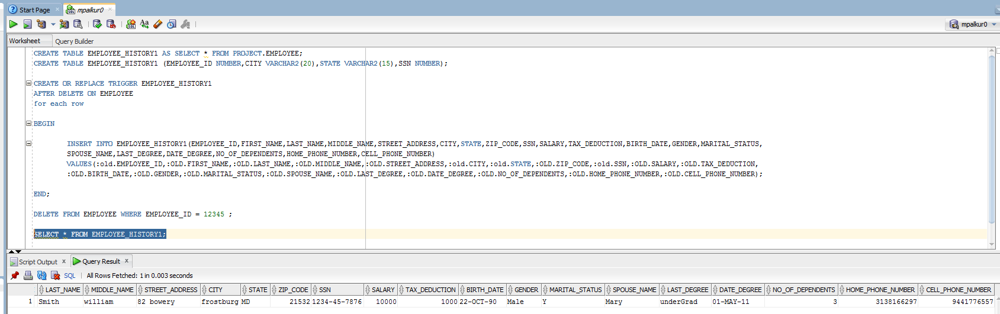 Start Page
mpalkur0
mpalkur0
Worksheet Query Builder
CREATE TABLE EMPLOYEE_HISTORY1 AS SELECT * FROM PROJECT.EMPLOYEE;
CREATE TABLE EMPLOYEE_HISTORY1 (EMPLOYEE_ID NUMBER,CITY VARCHAR2(20),STATE VARCHAR2(15),SSN NUMBER);
CREATE OR REPLACE TRIGGER EMPLOYEE_HISTORY1
AFTER DELETE ON EMPLOYEE
for each row
BEGIN
INSERT INTO EMPLOYEE_HISTORY1(EMPLOYEE_ID,FIRST_NAME,LAST_NAME,MIDDLE_NAME,STREET_ADDRESS,CITY,STATE,ZIP_CODE,SSN,SALARY,TAX_DEDUCTION,BIRTH_DATE,GENDER,MARITAL_STATUS,
SPOUSE_NAME,LAST_DEGREE,DATE_DEGREE,NO_OF_DEPENDENTS,HOME_PHONE_NUMBER,CELL_PHONE_NUMBER)
VALUES(:old.EMPLOYEE_ID,:OLD.FIRST_NAME,:OLD.LAST_NAME,:OLD.MIDDLE_NAME,:OLD.STREET_ADDRESS,:old.CITY,:old.STATE,:OLD.ZIP_CODE,:old.SSN,:OLD.SALARY,:OLD.TAX_DEDUCTION,
:OLD.BIRTH_DATE,:OLD.GENDER,:OLD.MARITAL_STATUS,:OLD.SPOUSE_NAME,:OLD.LAST_DEGREE,:OLD.DATE_DEGREE,:OLD.NO_OF_DEPENDENTS,:OLD.HOME_PHONE_NUMBER,:OLD.CELL_PHONE_NUMBER);
END;
DELETE FROM EMPLOYEE WHERE EMPLOYEE_ID = 12345 ;
SELECT * FROM EMPLOYEE_HISTORY1;
Script Output x Query Result x
SQL | All Rows Fetched: 1 in 0.003 seconds
LAST_NAME MIDDLE_NAME STREET_ADDRESS CITY STATE ZIP_CODE SSN SALARY TAX_DEDUCTION BIRTH_DATE GENDER MARITAL_STATUS SPOUSE_NAME LAST_DEGREE DATE_DEGREE NO_OF_DEPENDENTS HOME_PHONE_NUMBER CELL_PHONE_NUMBER
1 Smith william 82 bowery frostburg MD 21532 1234-45-7876 10000 1000 22-OCT-90 Male Y Mary underGrad 01-MAY-11 3 3138166297 9441776557